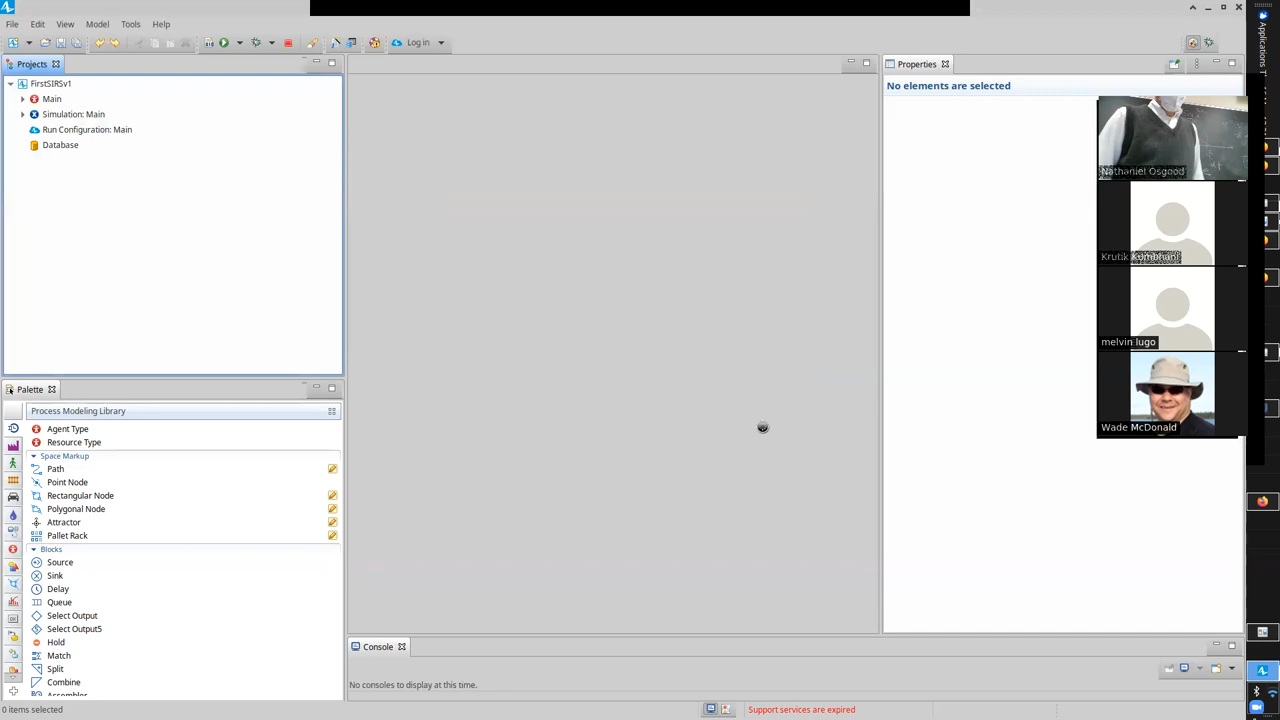 File Edit View Model Tools Help
Log in
Projects
FirstSIRSv1
Main
Simulation: Main
Run Configuration: Main
Database
Palette
Process Modeling Library
Agent Type
Resource Type
Space Markup
Path
Point Node
Rectangular Node
Polygonal Node
Attractor
Pallet Rack
Blocks
Source
Sink
Delay
Queue
Select Output
Select Output5
Hold
Match
Split
Combine
Assembler
0 items selected
Console
No consoles to display at this time.
Support services are expired
Properties
No elements are selected
Nathaniel Osgood
Krutik Kumbhani
melvin lugo
Wade McDonald